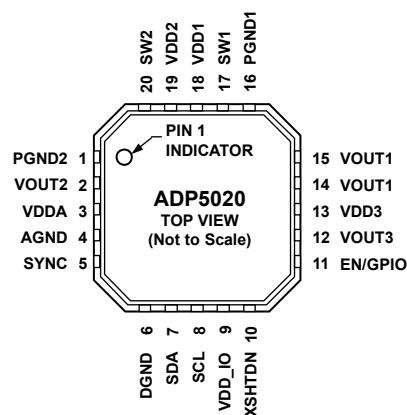 20 SW2
19 VDD2
18 VDD1
17 SW1
16 PGND1
PIN 1
INDICATOR
PGND2 1
VOUT2 2
VDDA 3
AGND 4
SYNC 5
ADP5020
TOP VIEW
(Not to Scale)
15 VOUT1
14 VOUT1
13 VDD3
12 VOUT3
11 EN/GPIO
DGND 6
SDA 7
SCL 8
VDD_IO 9
XSHTDN 10